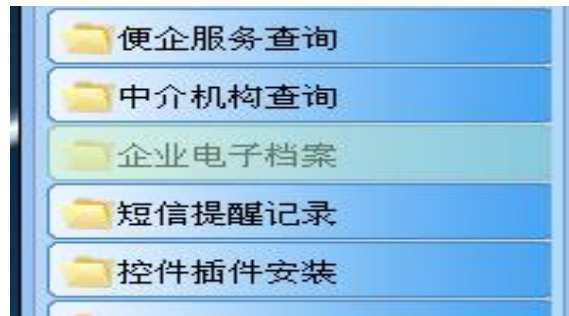 便企服务查询
中介机构查询
企业电子档案
短信提醒记录
控件插件安装